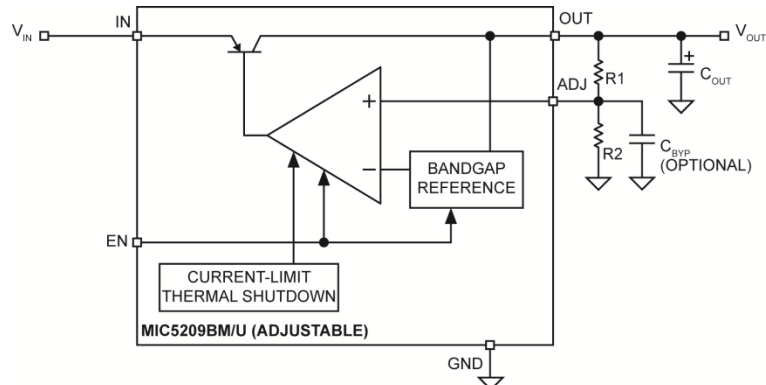 IN
OUT
V_IN
V_OUT
+
C_OUT
R1
ADJ
+
R2
C_BYP
(OPTIONAL)
−
BANDGAP
REFERENCE
EN
CURRENT-LIMIT
THERMAL SHUTDOWN
MIC5209BM/U (ADJUSTABLE)
GND